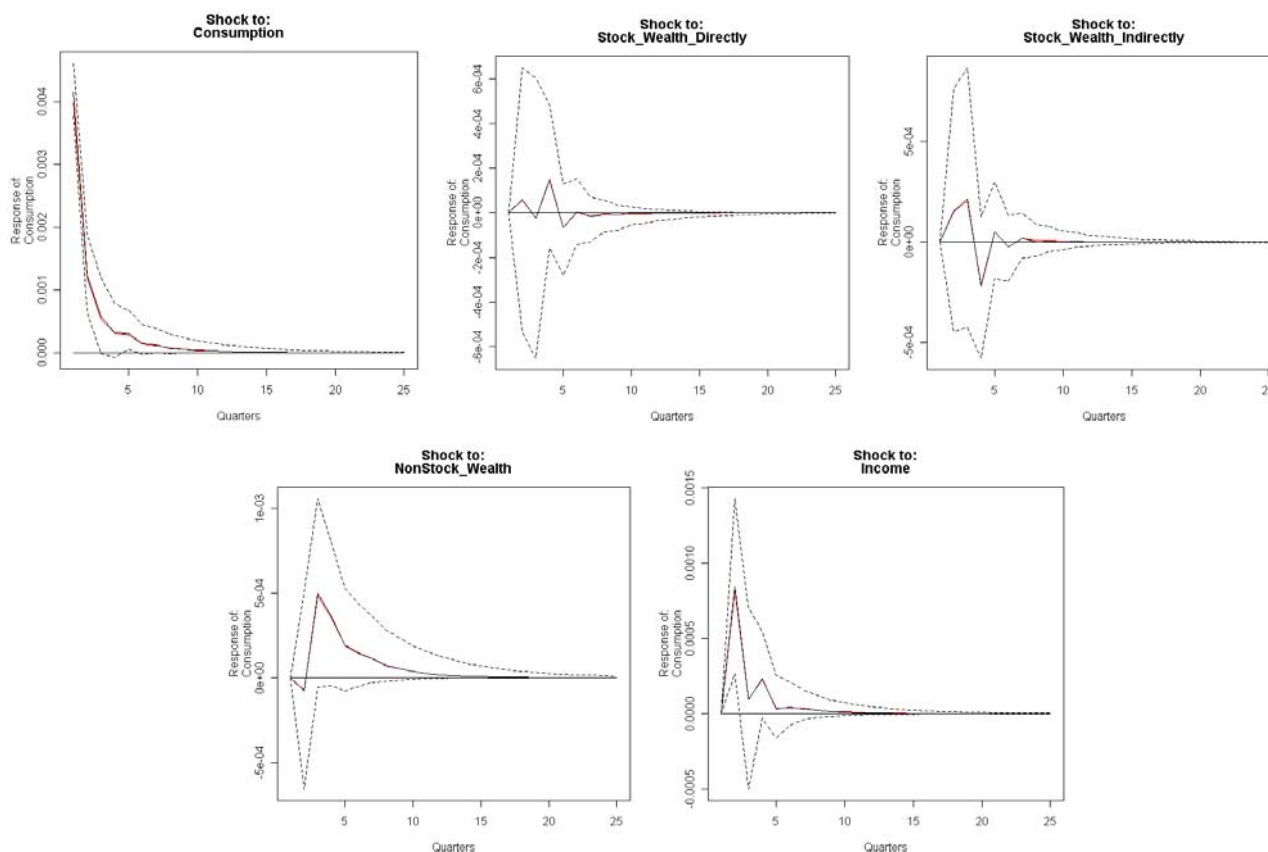 Shock to:
Consumption
Response of:
Consumption
0.004
0.003
0.002
0.001
0.000
5 10 15 20 25
Quarters
Shock to:
Stock_Wealth_Directly
Response of:
Consumption
6e-04
4e-04
2e-04
0e+00
-2e-04
-4e-04
-6e-04
5 10 15 20 25
Quarters
Shock to:
Stock_Wealth_Indirectly
Response of:
Consumption
5e-04
0e+00
-5e-04
5 10 15 20 25
Quarters
Shock to:
NonStock_Wealth
Response of:
Consumption
1e-03
5e-04
0e+00
-5e-04
5 10 15 20 25
Quarters
Shock to:
Income
Response of:
Consumption
0.0015
0.0010
0.0005
0.0000
-0.0005
5 10 15 20 25
Quarters